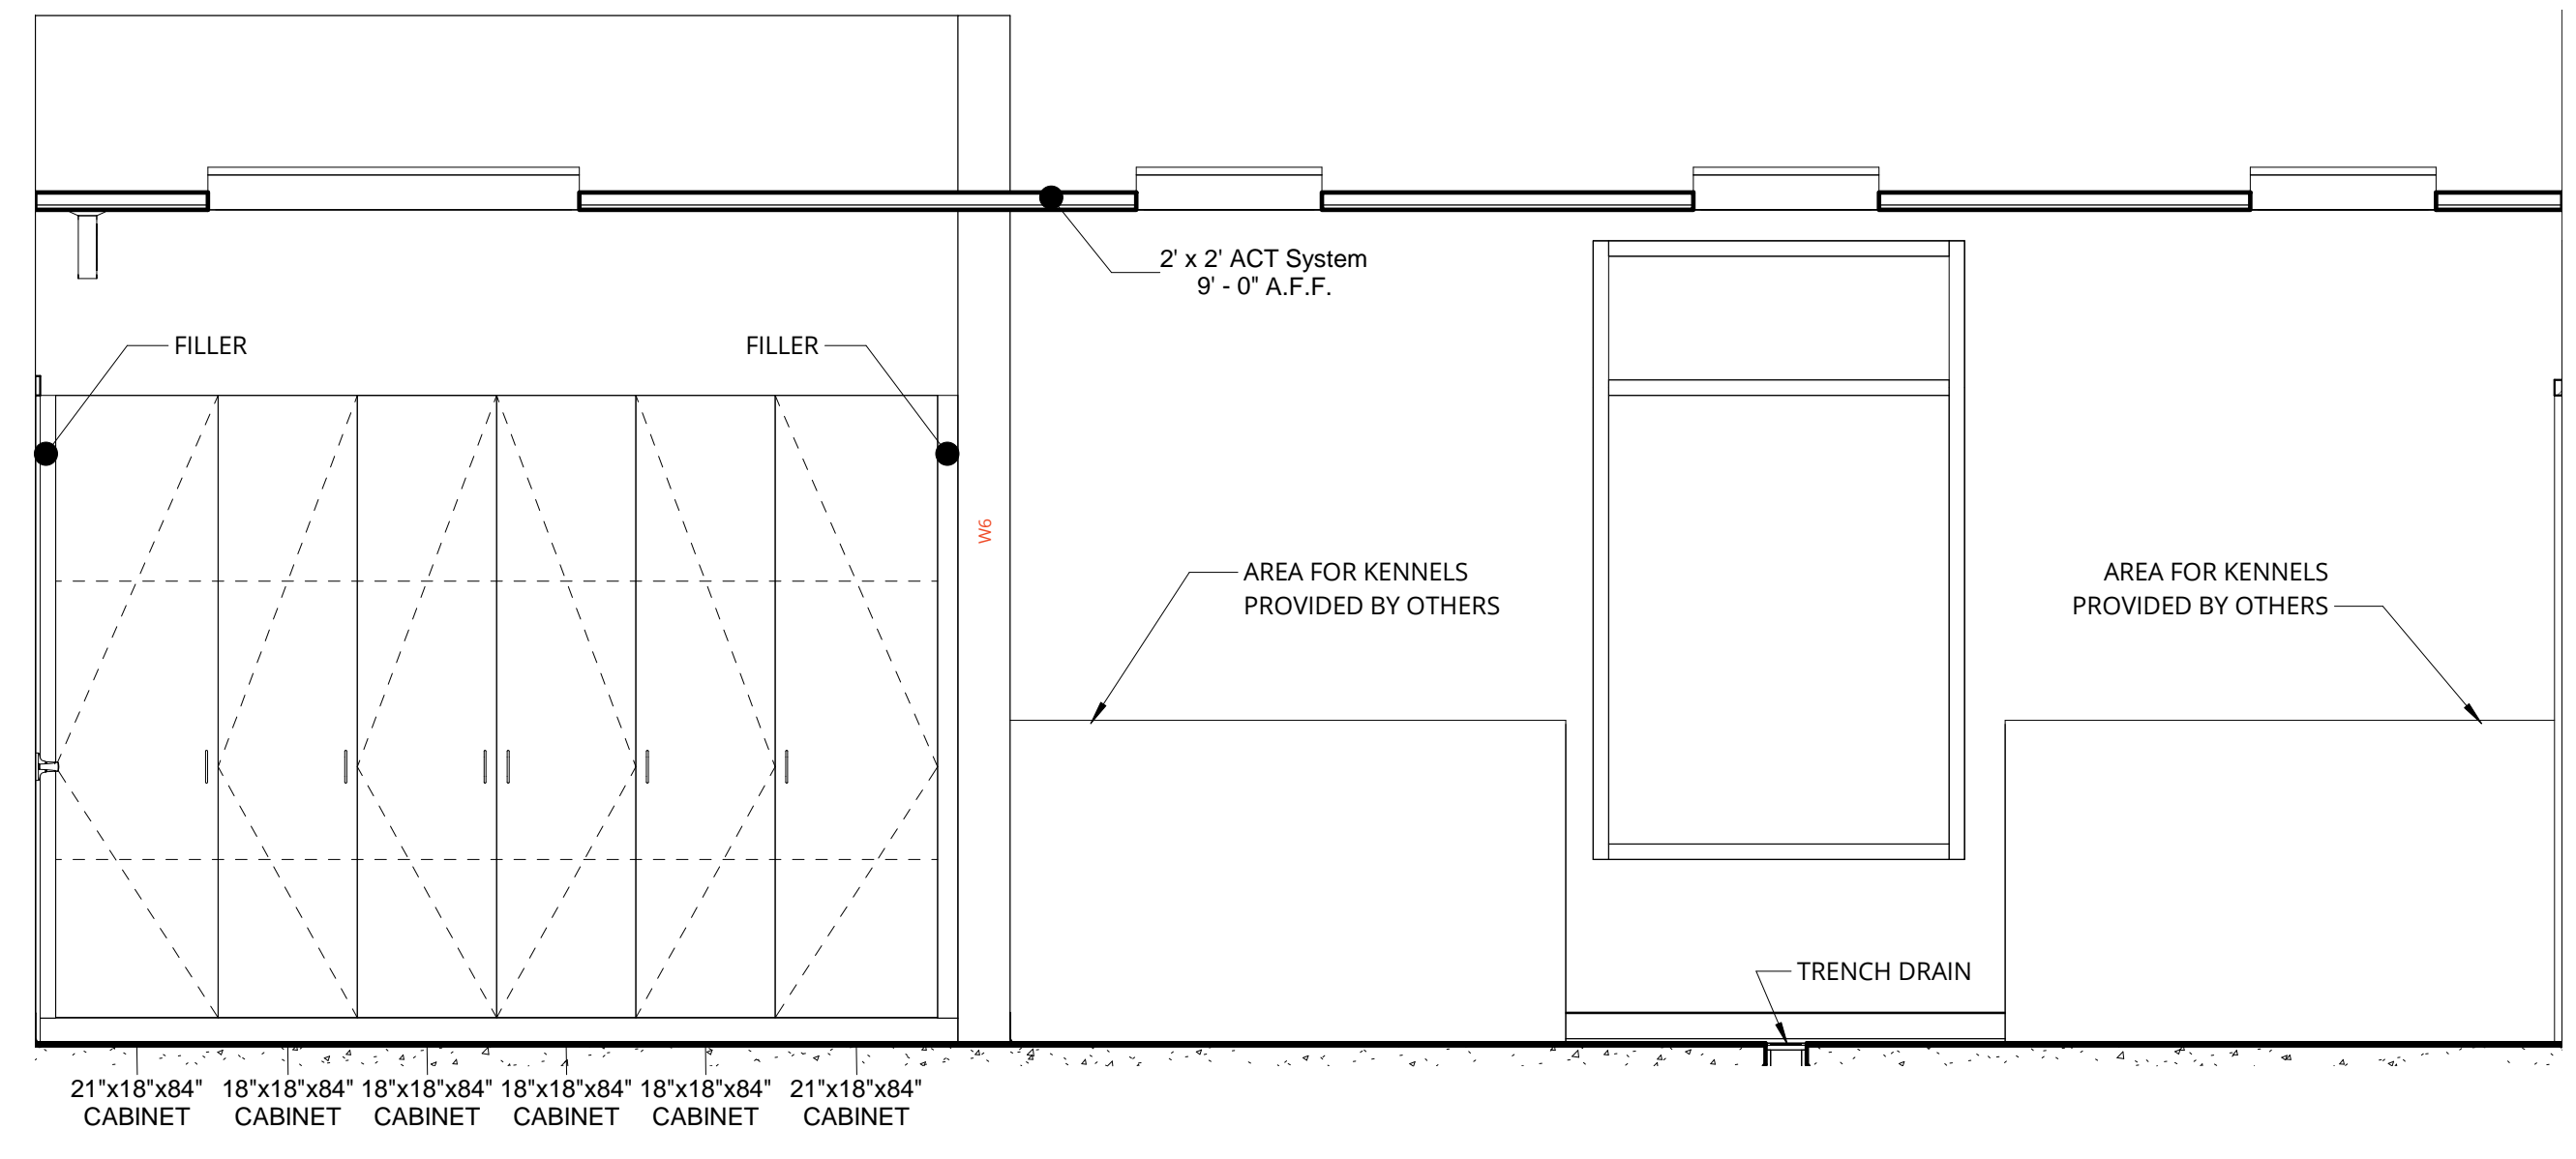 2' x 2' ACT System
9' - 0" A.F.F.
FILLER
FILLER
W6
AREA FOR KENNELS
PROVIDED BY OTHERS
AREA FOR KENNELS
PROVIDED BY OTHERS
TRENCH DRAIN
21"x18"x84"
CABINET
18"x18"x84"
CABINET
18"x18"x84"
CABINET
18"x18"x84"
CABINET
18"x18"x84"
CABINET
21"x18"x84"
CABINET